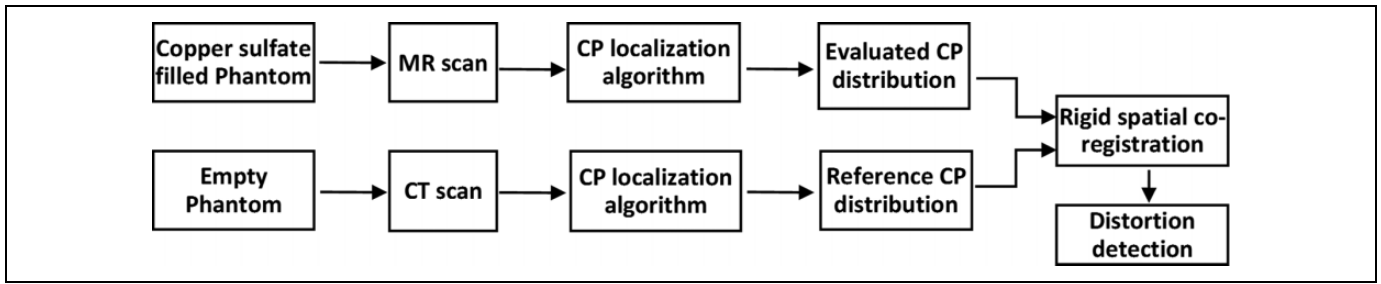 Copper sulfate
filled Phantom
MR scan
CP localization
algorithm
Evaluated CP
distribution
Empty
Phantom
CT scan
CP localization
algorithm
Reference CP
distribution
Rigid spatial co-
registration
Distortion
detection